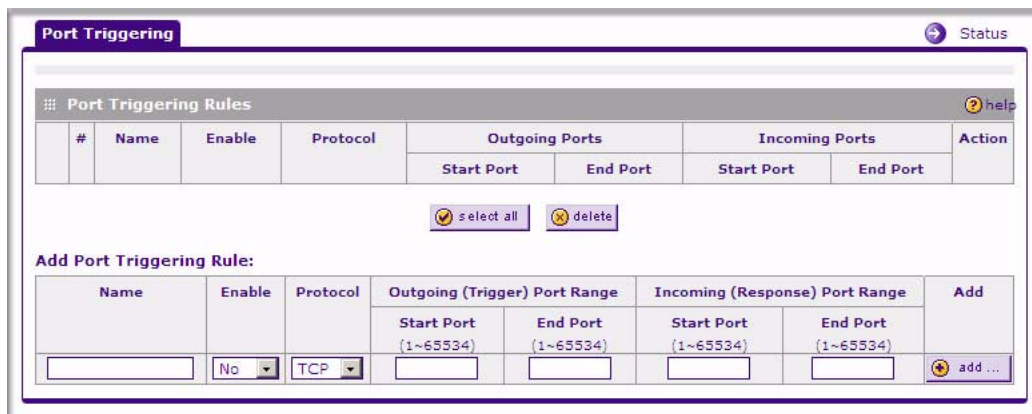 Port Triggering
Status
Port Triggering Rules
help
# Name Enable Protocol Outgoing Ports Incoming Ports Action
Start Port End Port Start Port End Port
select all delete
Add Port Triggering Rule:
Name Enable Protocol Outgoing (Trigger) Port Range Incoming (Response) Port Range Add
Start Port End Port Start Port End Port
(1~65534) (1~65534) (1~65534) (1~65534)
No TCP add ...